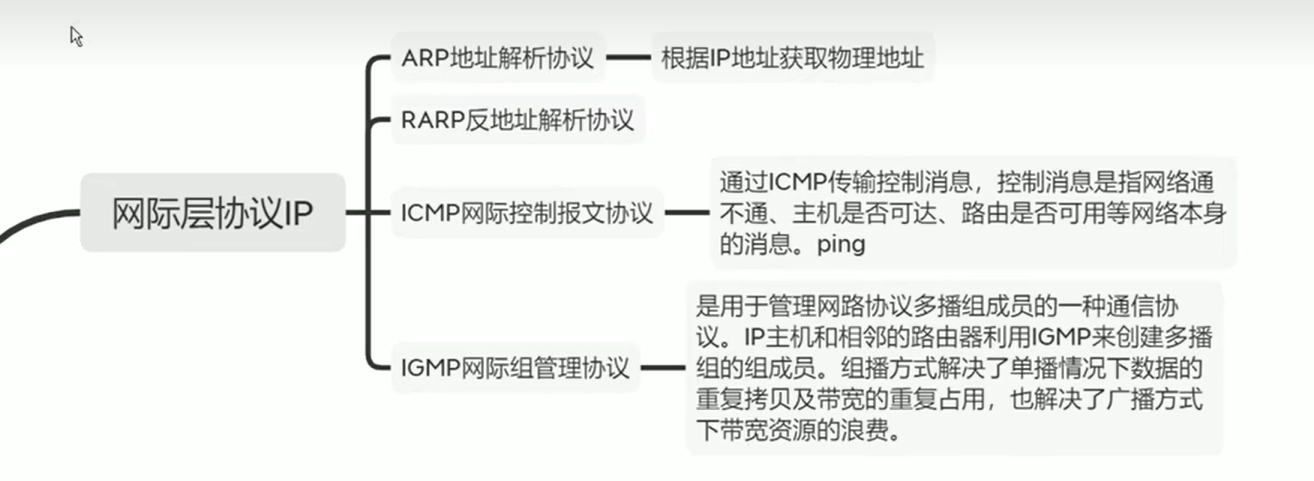 ARP地址解析协议
根据IP地址获取物理地址
RARP反地址解析协议
网际层协议IP
ICMP网际控制报文协议
通过ICMP传输控制消息，控制消息是指网络通
不通、主机是否可达、路由是否可用等网络本身
的消息。ping
IGMP网际组管理协议
是用于管理网路协议多播组成员的一种通信协
议。IP主机和相邻的路由器利用IGMP来创建多播
组的组成员。组播方式解决了单播情况下数据的
重复拷贝及带宽的重复占用，也解决了广播方式
下带宽资源的浪费。